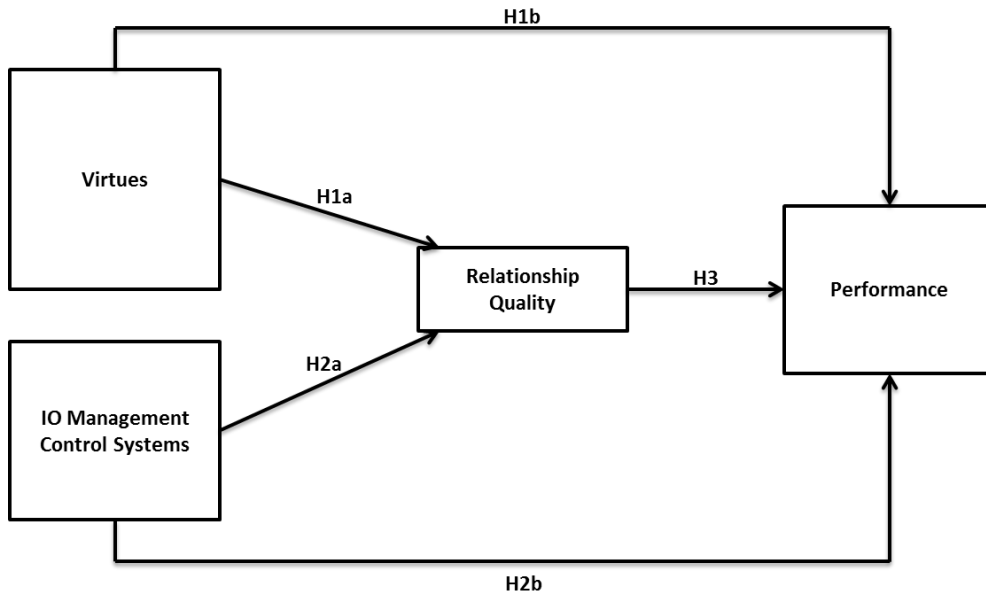 H1b
Virtues
H1a
Relationship
Quality
H3
Performance
H2a
IO Management
Control Systems
H2b